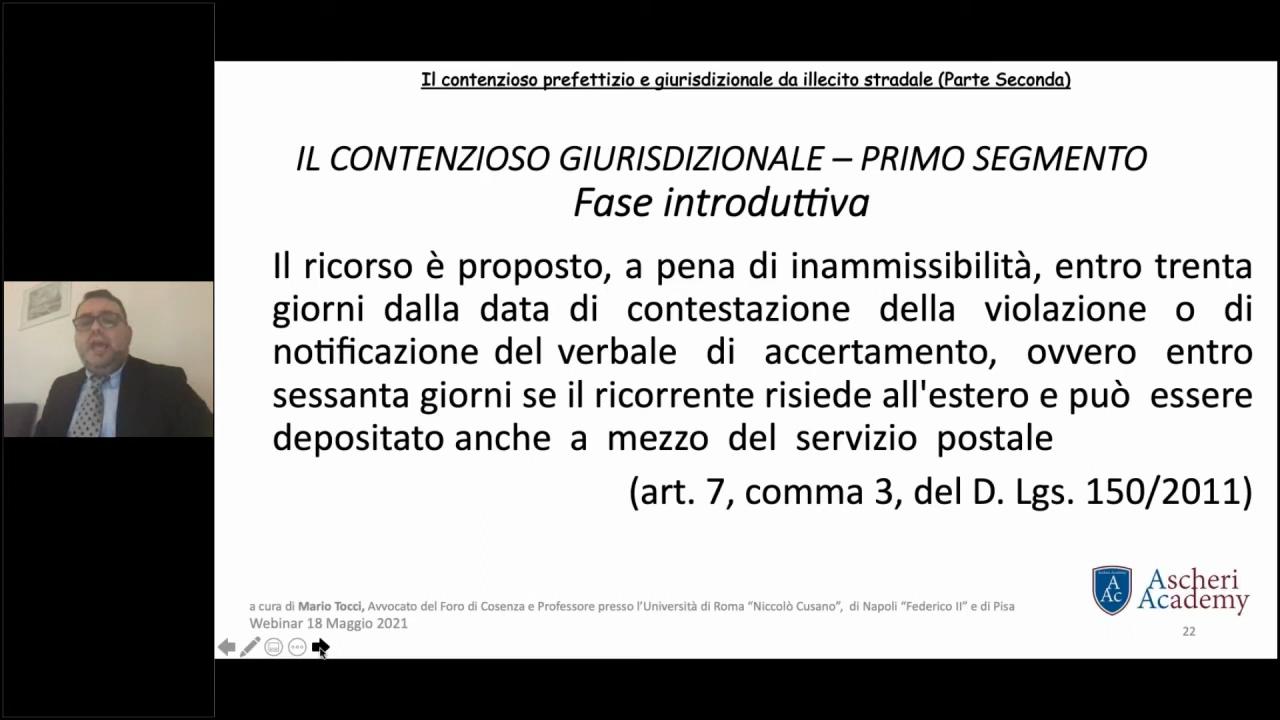 Il contenzioso prefettizio e giurisdizionale da illecito stradale (Parte Seconda)
IL CONTENZIOSO GIURISDIZIONALE – PRIMO SEGMENTO
Fase introduttiva
Il ricorso è proposto, a pena di inammissibilità, entro trenta
giorni dalla data di contestazione della violazione o di
notificazione del verbale di accertamento, ovvero entro
sessanta giorni se il ricorrente risiede all'estero e può essere
depositato anche a mezzo del servizio postale
(art. 7, comma 3, del D. Lgs. 150/2011)
a cura di Mario Tocci, Avvocato del Foro di Cosenza e Professore presso l'Università di Roma “Niccolò Cusano”, di Napoli “Federico II” e di Pisa
Webinar 18 Maggio 2021
A
Ac
Ascheri
Academy
22